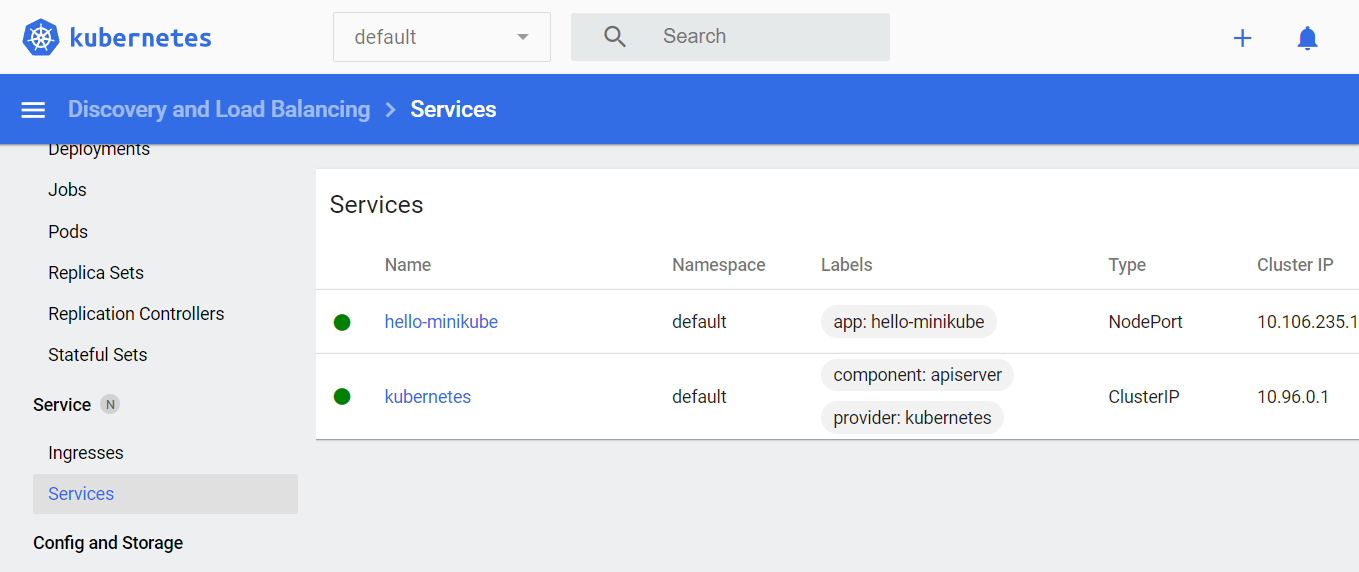 kubernetes
default
Search
Discovery and Load Balancing
Services
Deployments
Jobs
Pods
Replica Sets
Replication Controllers
Stateful Sets
Service N
Ingresses
Services
Config and Storage
Services
Name Namespace Labels Type Cluster IP
hello-minikube default app: hello-minikube NodePort 10.106.235.1
kubernetes default component: apiserver provider: kubernetes ClusterIP 10.96.0.1